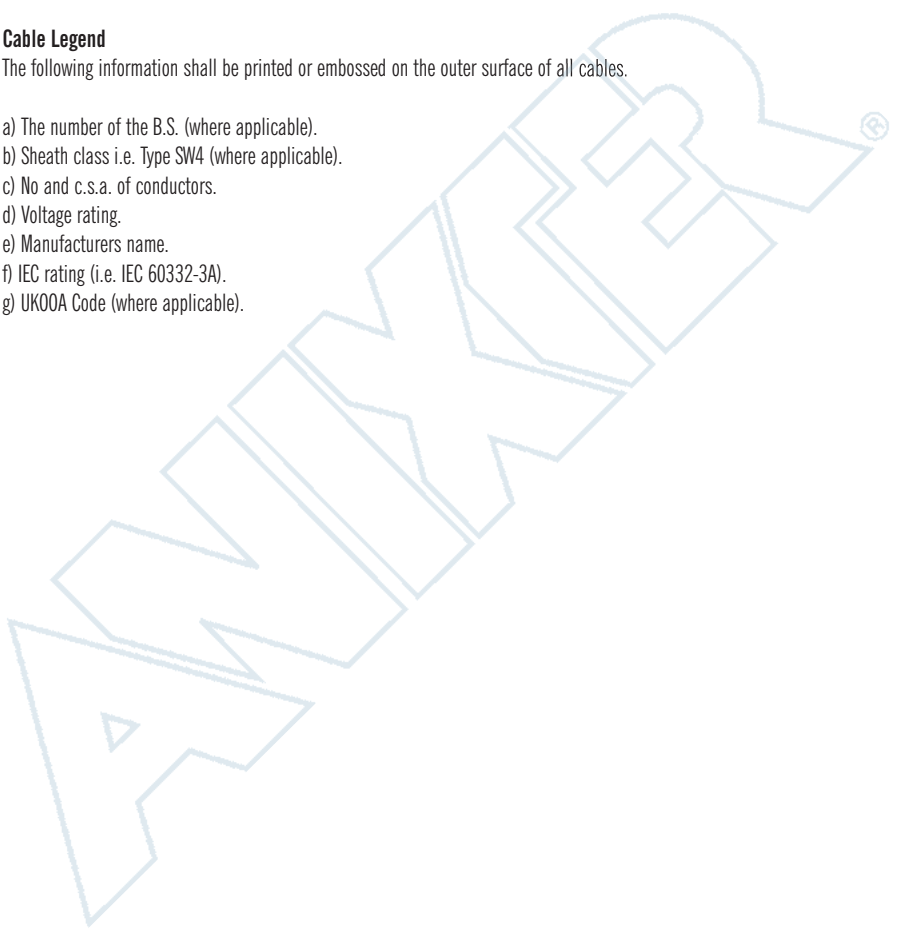 Cable Legend
The following information shall be printed or embossed on the outer surface of all cables.
a) The number of the B.S. (where applicable).
b) Sheath class i.e. Type SW4 (where applicable).
c) No and c.s.a. of conductors.
d) Voltage rating.
e) Manufacturers name.
f) IEC rating (i.e. IEC 60332-3A).
g) UKOOA Code (where applicable).
ANIXTER®